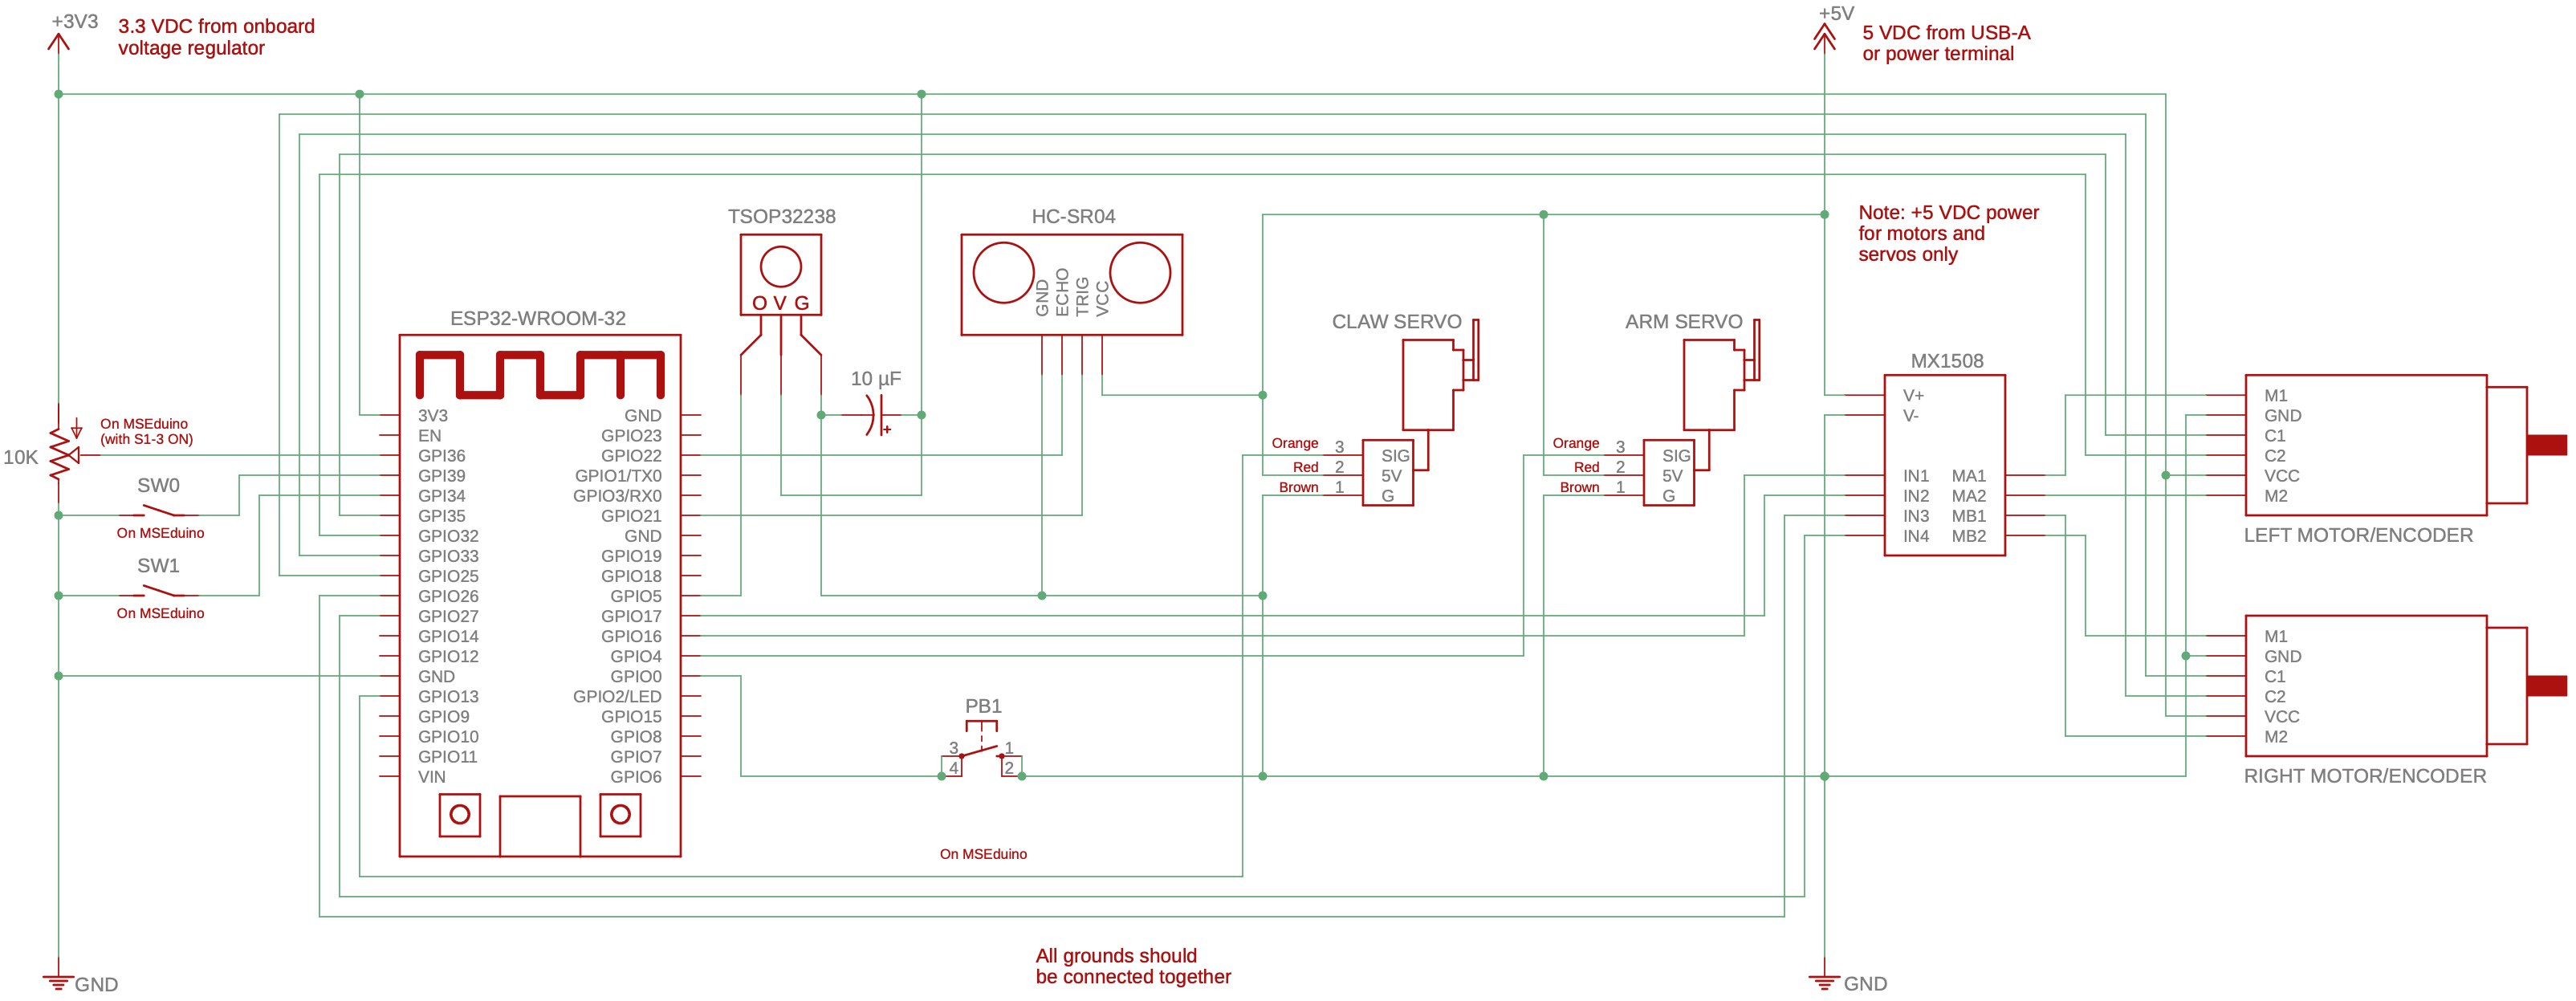 +3V3
3.3 VDC from onboard
voltage regulator
+5V
5 VDC from USB-A
or power terminal
Note: +5 VDC power
for motors and
servos only
TSOP32238
O V G
HC-SR04
GND
ECHO
TRIG
VCC
10 µF
+
ESP32-WROOM-32
3V3
EN
GPI36
GPI39
GPI34
GPI35
GPIO32
GPIO33
GPIO25
GPIO26
GPIO27
GPIO14
GPIO12
GND
GPIO13
GPIO9
GPIO10
GPIO11
VIN
GND
GPIO23
GPIO22
GPIO1/TX0
GPIO3/RX0
GPIO21
GND
GPIO19
GPIO18
GPIO5
GPIO17
GPIO16
GPIO4
GPIO0
GPIO2/LED
GPIO15
GPIO8
GPIO7
GPIO6
10K
On MSEduino
(with S1-3 ON)
SW0
On MSEduino
SW1
On MSEduino
CLAW SERVO
Orange 3 SIG
Red 2 5V
Brown 1 G
ARM SERVO
Orange 3 SIG
Red 2 5V
Brown 1 G
MX1508
V+
V-
IN1 MA1
IN2 MA2
IN3 MB1
IN4 MB2
M1
GND
C1
C2
VCC
M2
LEFT MOTOR/ENCODER
M1
GND
C1
C2
VCC
M2
RIGHT MOTOR/ENCODER
PB1
3 1
4 2
On MSEduino
All grounds should
be connected together
GND
GND